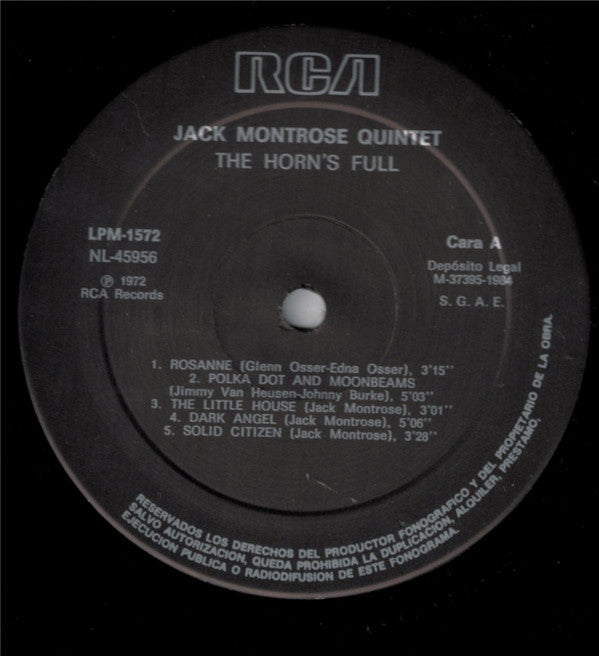 RCA
JACK MONTROSE QUINTET
THE HORN'S FULL
LPM-1572
NL-45956
Ⓟ 1972
RCA Records
Cara A
Depósito Legal
M-37395-1984
S. G. A. E.
1. ROSANNE (Glenn Osser-Edna Osser), 3'15''
2. POLKA DOT AND MOONBEAMS
(Jimmy Van Heusen-Johnny Burke), 5'03''
3. THE LITTLE HOUSE (Jack Montrose), 3'01''
4. DARK ANGEL (Jack Montrose), 5'06''
5. SOLID CITIZEN (Jack Montrose), 3'28''
RESERVADOS LOS DERECHOS DEL PRODUCTOR FONOGRAFICO Y DEL PROPIETARIO DE LA OBRA.
SALVO AUTORIZACION, QUEDA PROHIBIDA LA DUPLICACION, ALQUILER, PRESTAMO,
EJECUCION PUBLICA O RADIODIFUSION DE ESTE FONOGRAMA.